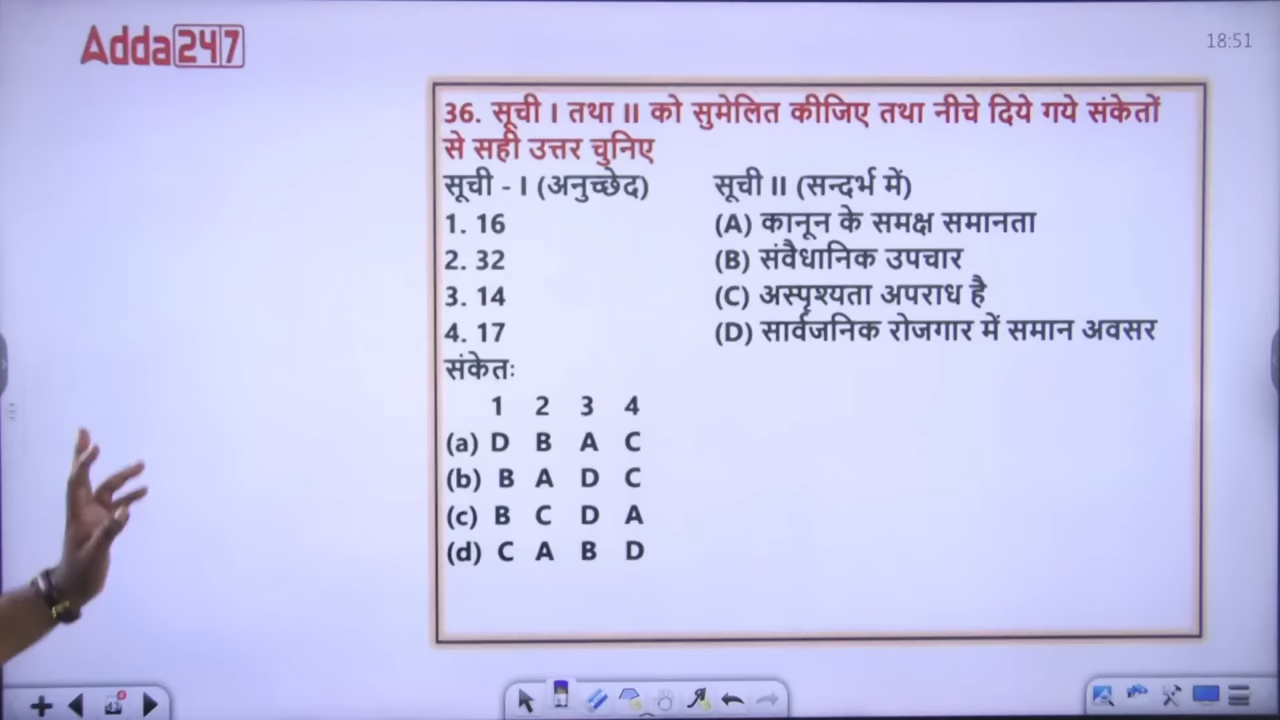 Adda247
18:51
36. सूची I तथा II को सुमेलित कीजिए तथा नीचे दिये गये संकेतों
से सही उत्तर चुनिए
सूची - I (अनुच्छेद) सूची II (सन्दर्भ में)
1. 16 (A) कानून के समक्ष समानता
2. 32 (B) संवैधानिक उपचार
3. 14 (C) अस्पृश्यता अपराध है
4. 17 (D) सार्वजनिक रोजगार में समान अवसर
संकेतः
1 2 3 4
(a) D B A C
(b) B A D C
(c) B C D A
(d) C A B D